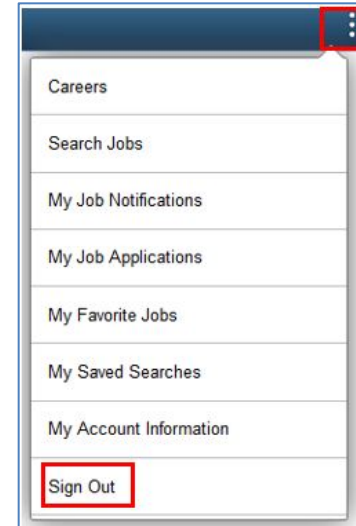 Careers
Search Jobs
My Job Notifications
My Job Applications
My Favorite Jobs
My Saved Searches
My Account Information
Sign Out